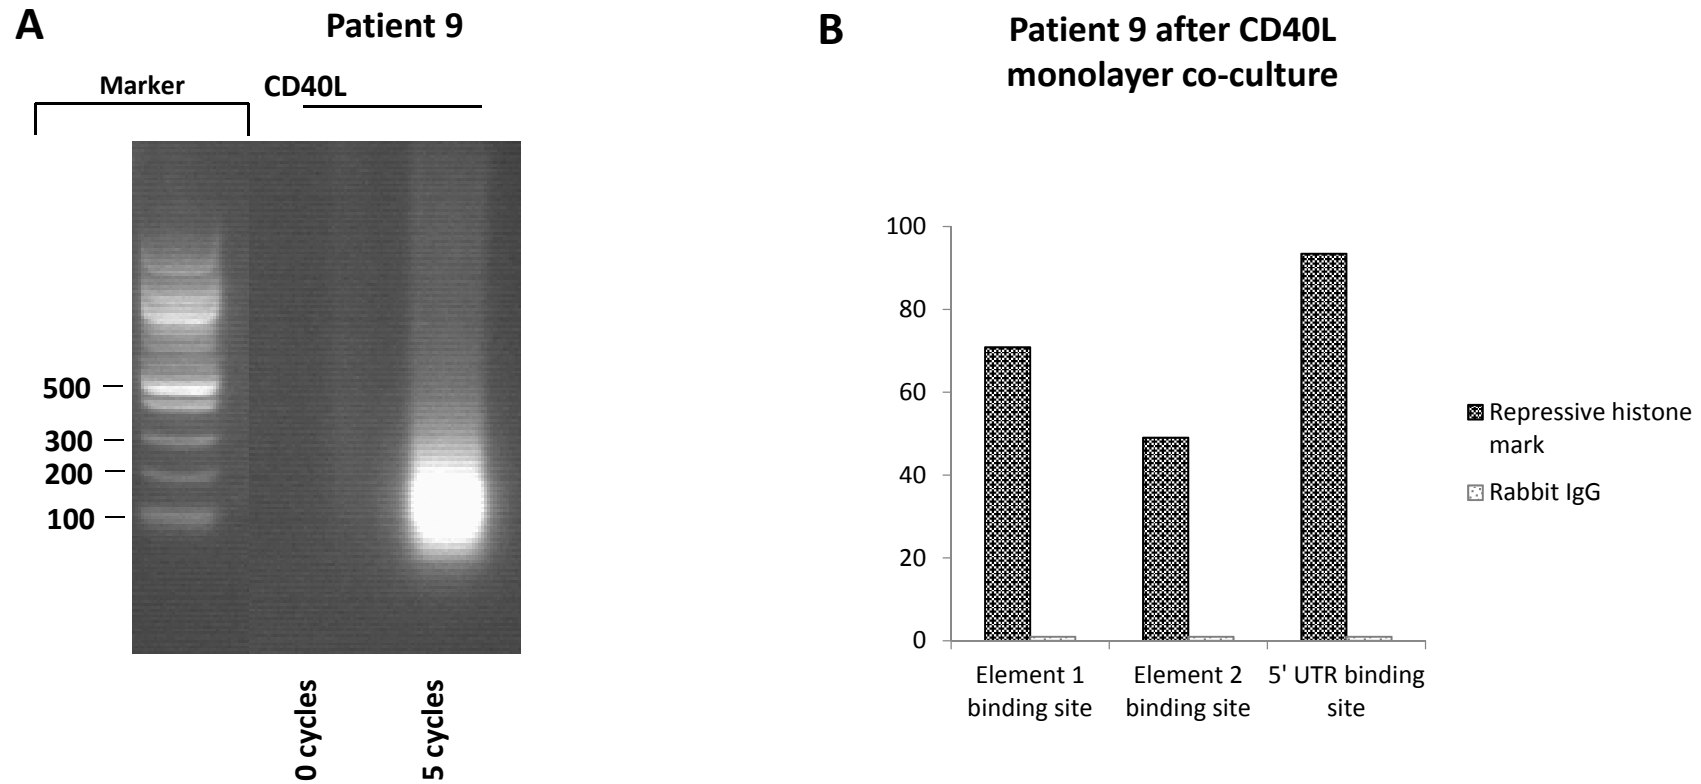 A
Patient 9
Marker
CD40L
500
300
200
100
0 cycles
5 cycles
B
Patient 9 after CD40L
monolayer co-culture
100
80
60
40
20
0
Element 1
binding site
Element 2
binding site
5' UTR binding
site
Repressive histone
mark
Rabbit IgG